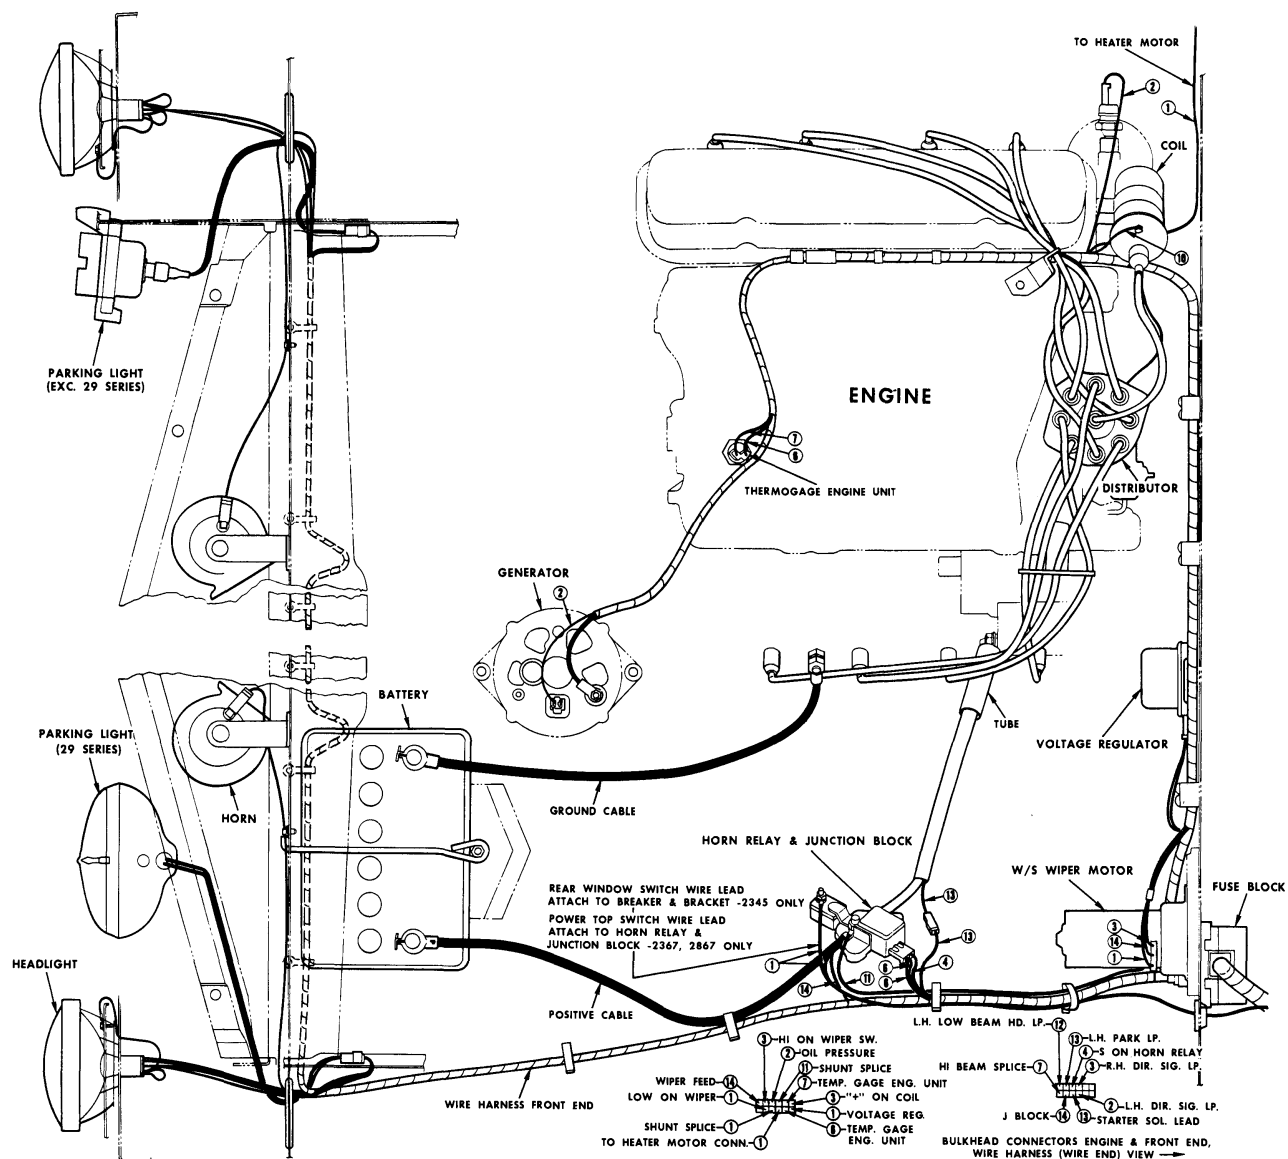 TO HEATER MOTOR
2
1
COIL
10
PARKING LIGHT
(EXC. 29 SERIES)
ENGINE
7
6
THERMOGAGE ENGINE UNIT
DISTRIBUTOR
GENERATOR
2
BATTERY
TUBE
VOLTAGE REGULATOR
PARKING LIGHT
(29 SERIES)
GROUND CABLE
HORN
HORN RELAY & JUNCTION BLOCK
W/S WIPER MOTOR
FUSE BLOCK
REAR WINDOW SWITCH WIRE LEAD
ATTACH TO BREAKER & BRACKET -2345 ONLY
POWER TOP SWITCH WIRE LEAD
ATTACH TO HORN RELAY &
JUNCTION BLOCK -2367, 2867 ONLY
13
13
3
14
1
1
14
11
6
6
4
HEADLIGHT
POSITIVE CABLE
WIRE HARNESS FRONT END
3 HI ON WIPER SW.
2 OIL PRESSURE
11 SHUNT SPLICE
WIPER FEED 14
7 TEMP. GAGE ENG. UNIT
LOW ON WIPER 1
3 "+" ON COIL
1 VOLTAGE REG.
SHUNT SPLICE 1
6 TEMP. GAGE
ENG. UNIT
TO HEATER MOTOR CONN. 1
L.H. LOW BEAM HD. LP. 12
13 L.H. PARK LP.
4 S ON HORN RELAY
HI BEAM SPLICE 7
3 R.H. DIR. SIG. LP.
2 L.H. DIR. SIG. LP.
J BLOCK 14
13 STARTER SOL. LEAD
BULKHEAD CONNECTORS ENGINE & FRONT END,
WIRE HARNESS (WIRE END) VIEW